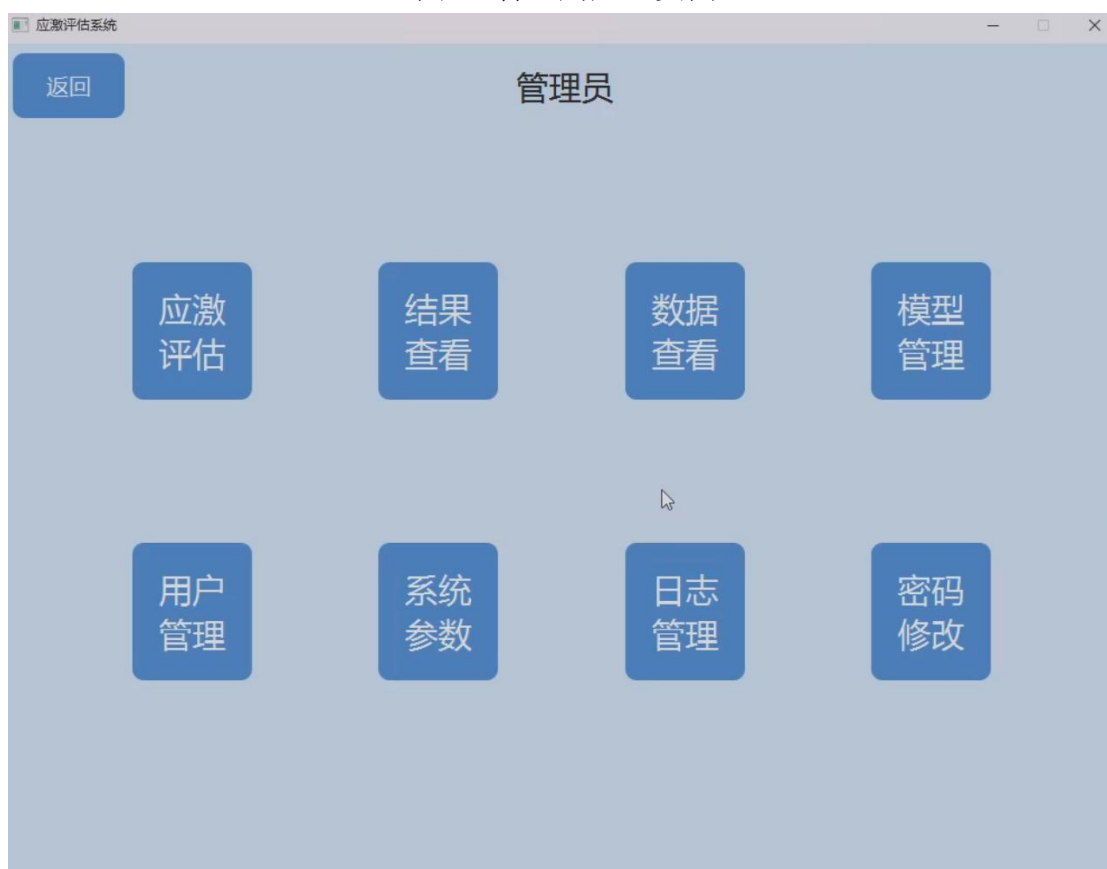 应激评估系统
返回
管理员
应激
评估
结果
查看
数据
查看
模型
管理
用户
管理
系统
参数
日志
管理
密码
修改